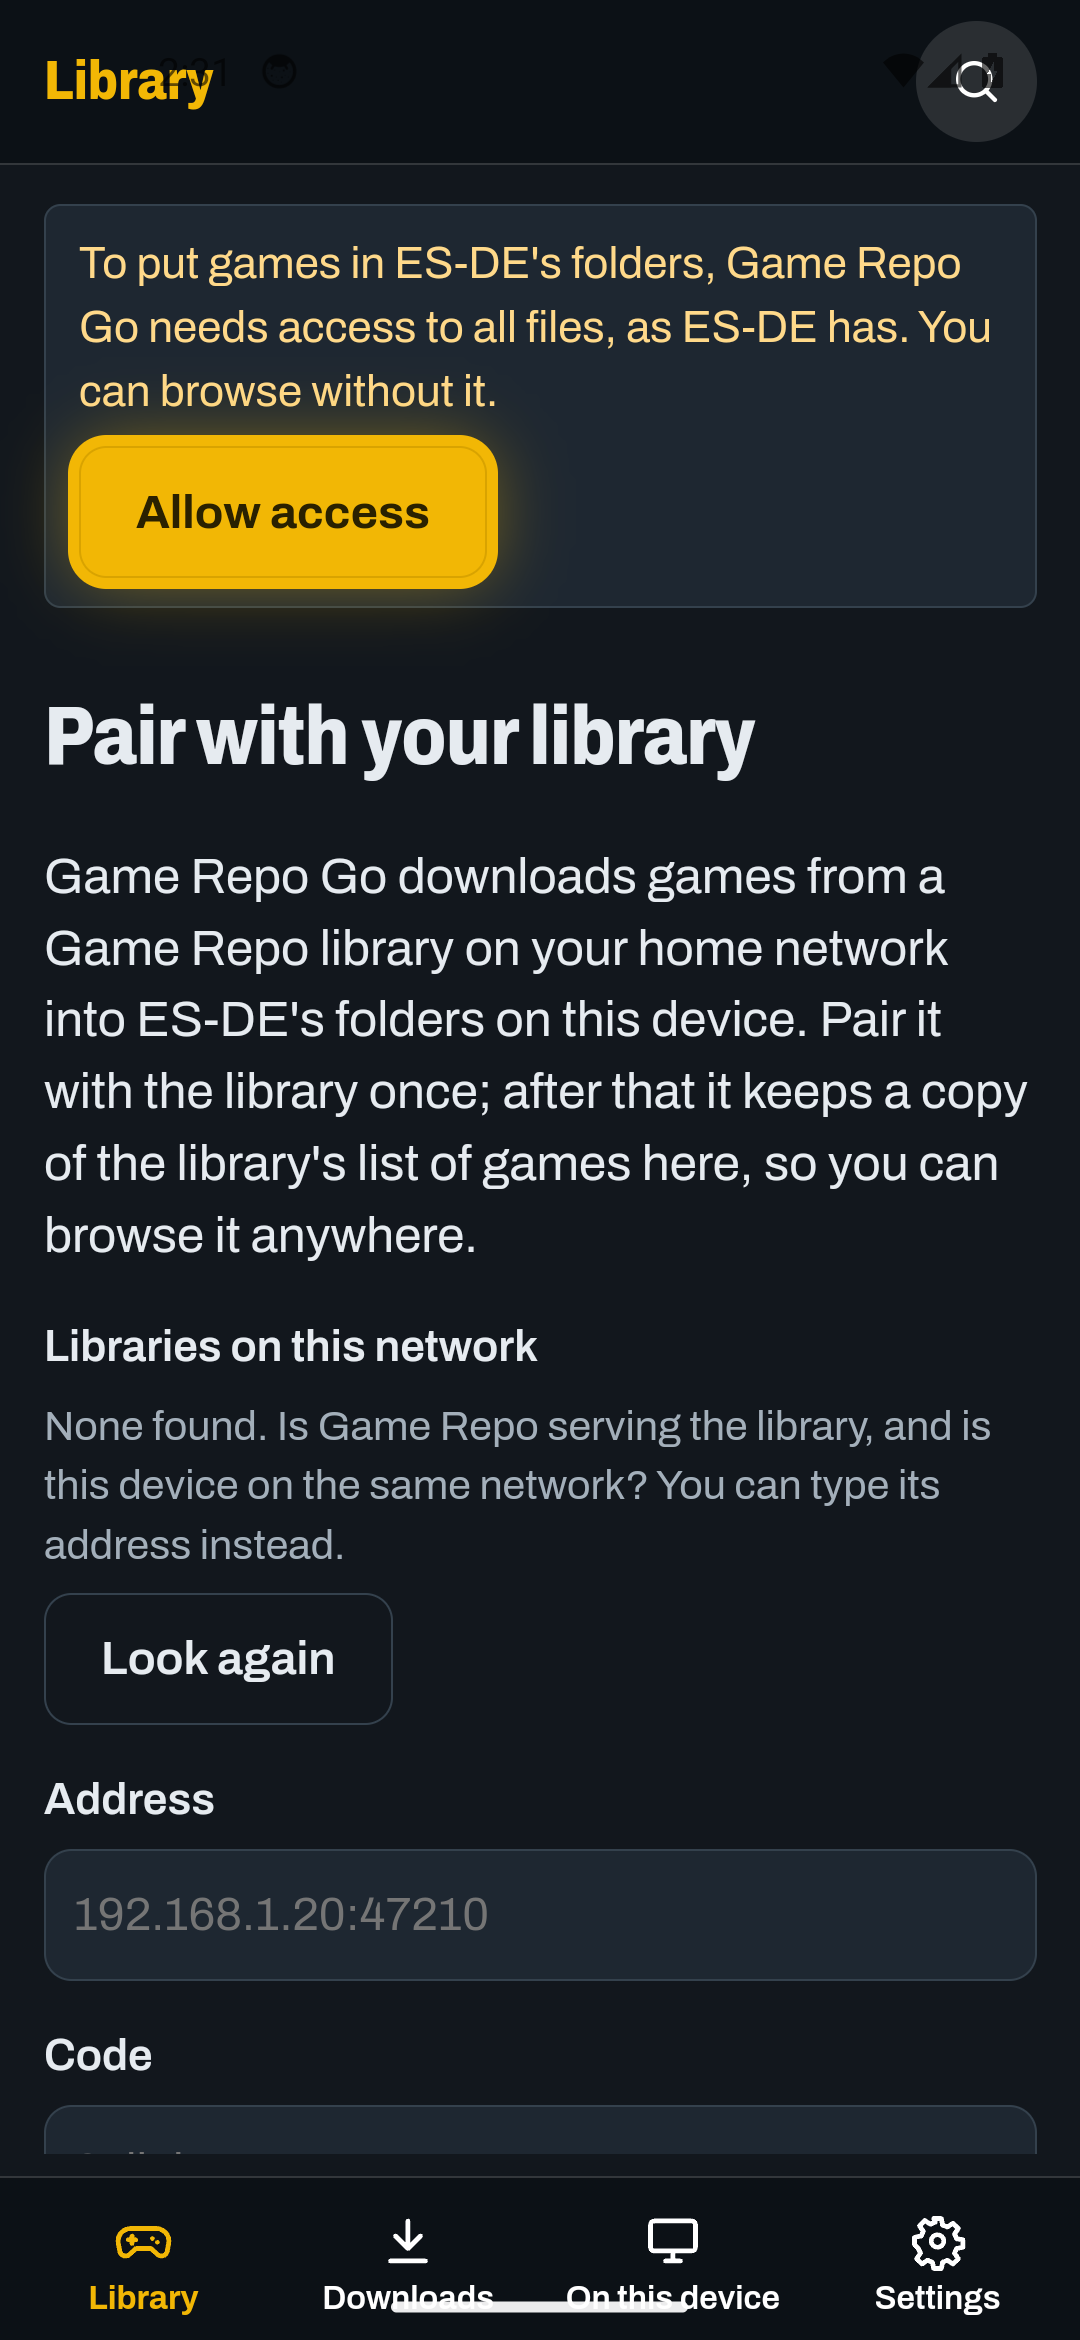 Library
To put games in ES-DE's folders, Game Repo
Go needs access to all files, as ES-DE has. You
can browse without it.
Allow access
Pair with your library
Game Repo Go downloads games from a
Game Repo library on your home network
into ES-DE's folders on this device. Pair it
with the library once; after that it keeps a copy
of the library's list of games here, so you can
browse it anywhere.
Libraries on this network
None found. Is Game Repo serving the library, and is
this device on the same network? You can type its
address instead.
Look again
Address
192.168.1.20:47210
Code
Library
Downloads
On this device
Settings